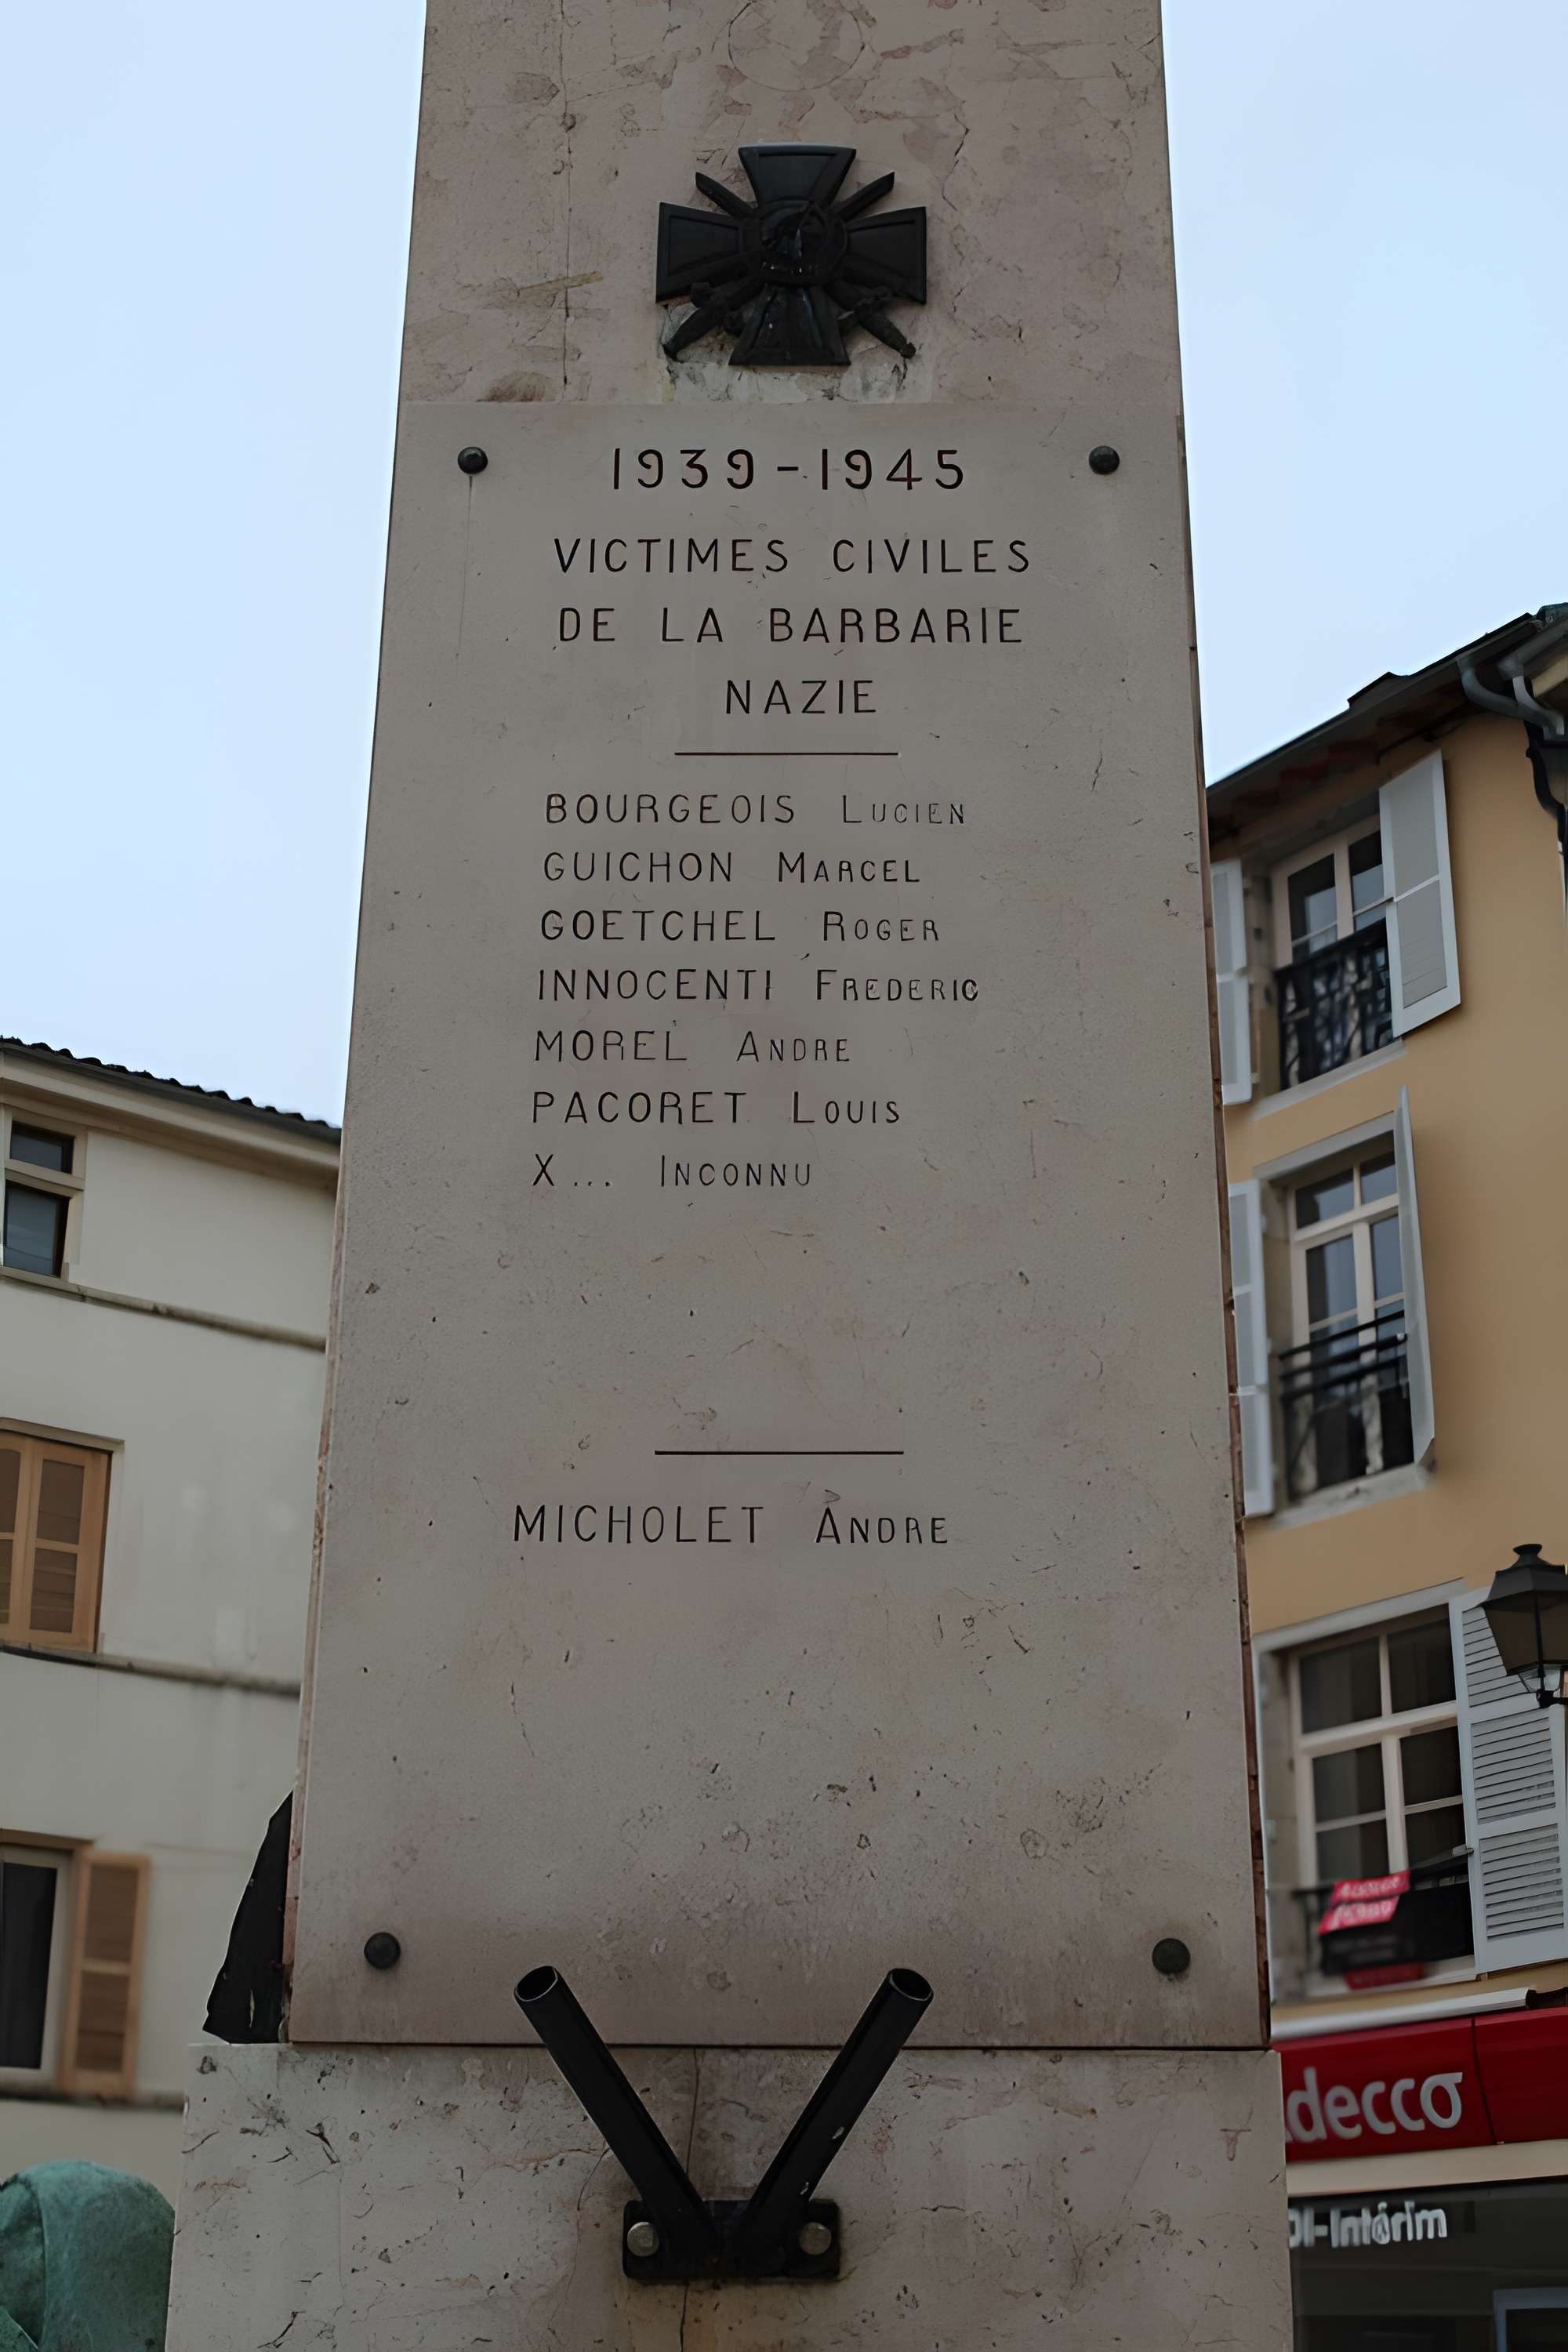 1939-1945
VICTIMES CIVILES
DE LA BARBARIE
NAZIE
BOURGEOIS LUCIEN
GUICHON MARCEL
GOETCHEL ROGER
INNOCENTI FREDERIC
MOREL ANDRE
PACORET LOUIS
X... INCONNU
MICHOLET ANDRE
decco